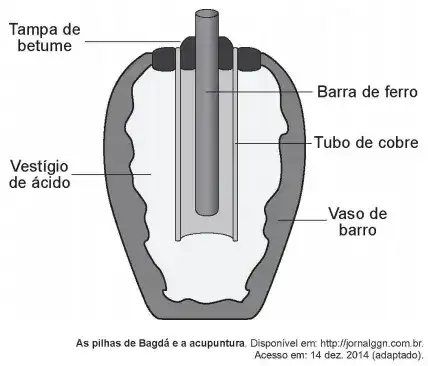 Tampa de
betume
Barra de ferro
Tubo de cobre
Vestígio
de ácido
Vaso de
barro
As pilhas de Bagdá e a acupuntura. Disponível em: http://jornalggn.com.br.
Acesso em: 14 dez. 2014 (adaptado).